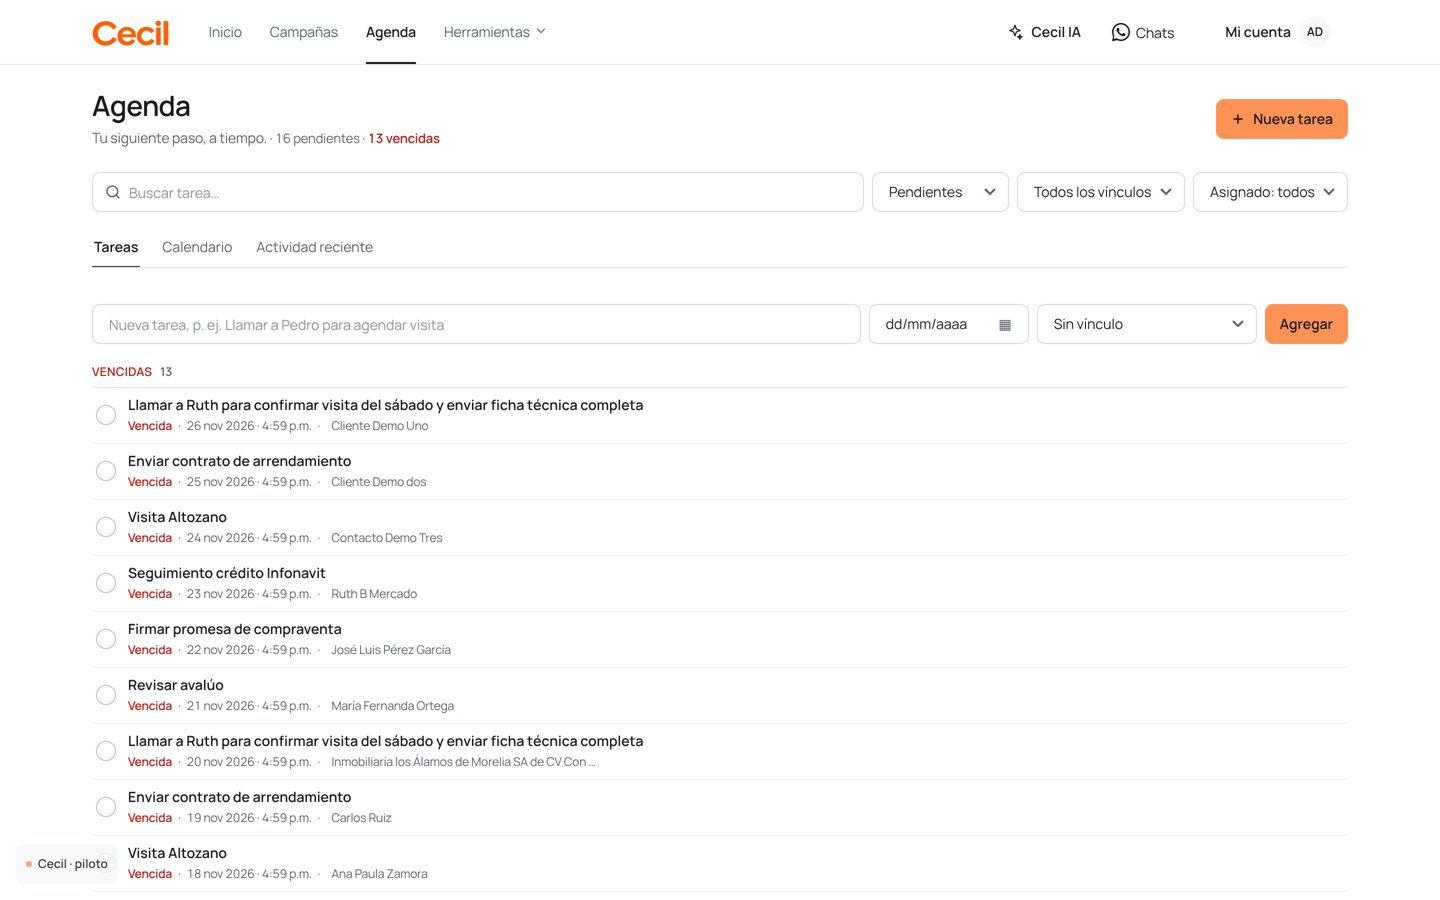 Cecil
Inicio
Campañas
Agenda
Herramientas
Cecil IA
Chats
Mi cuenta
AD
Agenda
Tu siguiente paso, a tiempo. · 16 pendientes · 13 vencidas
+ Nueva tarea
Buscar tarea...
Pendientes
Todos los vínculos
Asignado: todos
Tareas
Calendario
Actividad reciente
Nueva tarea, p. ej. Llamar a Pedro para agendar visita
dd/mm/aaaa
Sin vínculo
Agregar
VENCIDAS 13
Llamar a Ruth para confirmar visita del sábado y enviar ficha técnica completa
Vencida · 26 nov 2026 · 4:59 p.m. · Cliente Demo Uno
Enviar contrato de arrendamiento
Vencida · 25 nov 2026 · 4:59 p.m. · Cliente Demo dos
Visita Altozano
Vencida · 24 nov 2026 · 4:59 p.m. · Contacto Demo Tres
Seguimiento crédito Infonavit
Vencida · 23 nov 2026 · 4:59 p.m. · Ruth B Mercado
Firmar promesa de compraventa
Vencida · 22 nov 2026 · 4:59 p.m. · José Luis Pérez García
Revisar avalúo
Vencida · 21 nov 2026 · 4:59 p.m. · María Fernanda Ortega
Llamar a Ruth para confirmar visita del sábado y enviar ficha técnica completa
Vencida · 20 nov 2026 · 4:59 p.m. · Inmobiliaria los Álamos de Morelia SA de CV Con ...
Enviar contrato de arrendamiento
Vencida · 19 nov 2026 · 4:59 p.m. · Carlos Ruiz
Visita Altozano
Vencida · 18 nov 2026 · 4:59 p.m. · Ana Paula Zamora
Cecil · piloto